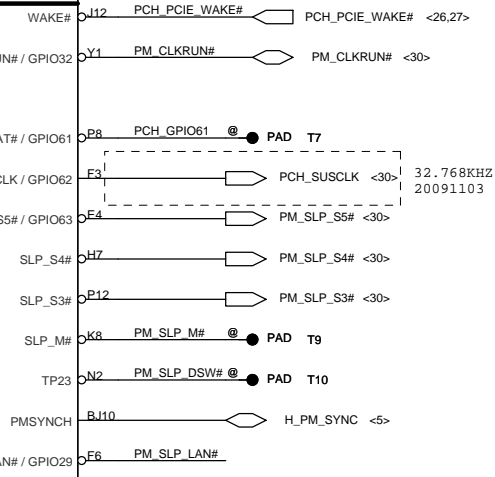 WAKE# J12 PCH_PCIE_WAKE# PCH_PCIE_WAKE# <26,27>
UN# / GPIO32 Y1 PM_CLKRUN# PM_CLKRUN# <30>
AT# / GPIO61 P8 PCH_GPIO61 @ PAD T7
CLK / GPIO62 F3 PCH_SUSCLK <30> 32.768KHZ
20091103
S5# / GPIO63 E4 PM_SLP_S5# <30>
SLP_S4# H7 PM_SLP_S4# <30>
SLP_S3# P12 PM_SLP_S3# <30>
SLP_M# K8 PM_SLP_M# @ PAD T9
TP23 N2 PM_SLP_DSW# @ PAD T10
PMSYNCH BJ10 H_PM_SYNC <5>
AN# / GPIO29 F6 PM_SLP_LAN#